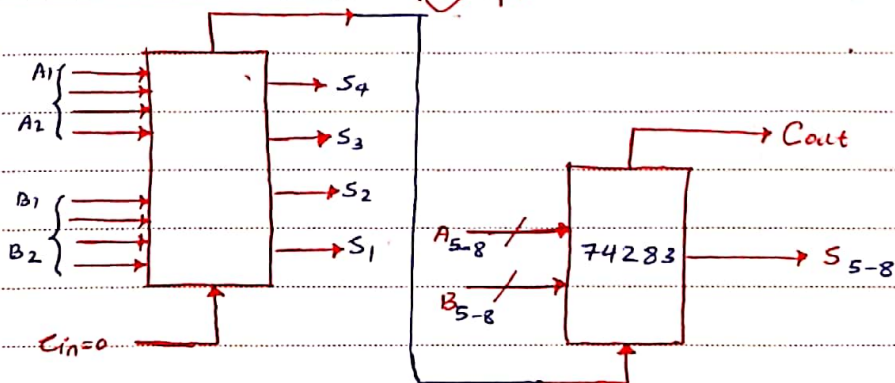 A1
A2
B1
B2
Cin=0
S4
S3
S2
S1
A5-8
B5-8
74283
Cout
S5-8